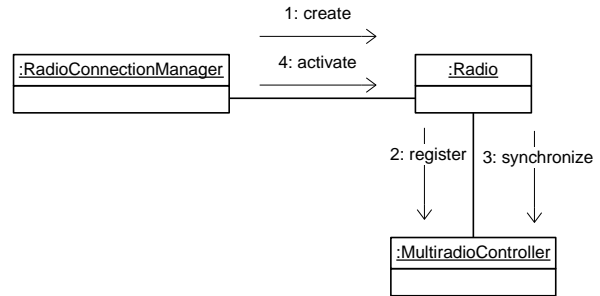 1: create
4: activate
:RadioConnectionManager
:Radio
2: register
3: synchronize
:MultiradioController